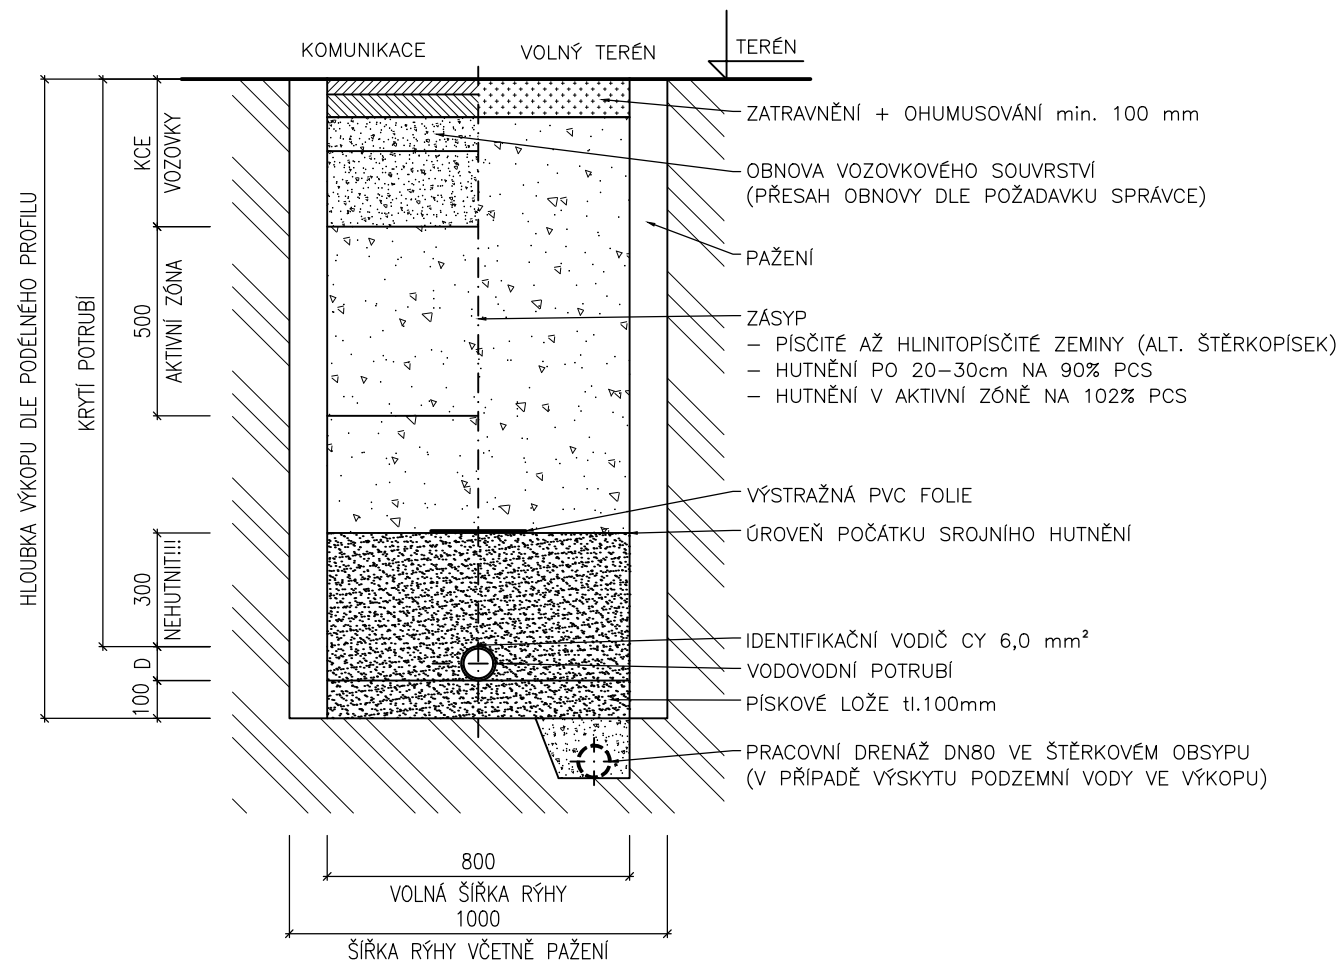 KOMUNIKACE
VOLNÝ TERÉN
TERÉN
ZATRAVNĚNÍ + OHUMUSOVÁNÍ min. 100 mm
OBNOVA VOZOVKOVÉHO SOUVRSTVÍ
(PŘESAH OBNOVY DLE POŽADAVKU SPRÁVCE)
PAŽENÍ
ZÁSYP
– PÍSČITÉ AŽ HLINITOPÍSČITÉ ZEMINY (ALT. ŠTĚRKOPÍSEK)
– HUTNĚNÍ PO 20–30cm NA 90% PCS
– HUTNĚNÍ V AKTIVNÍ ZÓNĚ NA 102% PCS
VÝSTRAŽNÁ PVC FOLIE
ÚROVEŇ POČÁTKU SROJNÍHO HUTNĚNÍ
IDENTIFIKAČNÍ VODIČ CY 6,0 mm²
VODOVODNÍ POTRUBÍ
PÍSKOVÉ LOŽE tl.100mm
PRACOVNÍ DRENÁŽ DN80 VE ŠTĚRKOVÉM OBSYPU
(V PŘÍPADĚ VÝSKYTU PODZEMNÍ VODY VE VÝKOPU)
HLOUBKA VÝKOPU DLE PODÉLNÉHO PROFILU
KRYTÍ POTRUBÍ
KCE
VOZOVKY
500
AKTIVNÍ ZÓNA
300
NEHUTNIT!!!
D
100
800
VOLNÁ ŠÍŘKA RÝHY
1000
ŠÍŘKA RÝHY VČETNĚ PAŽENÍ